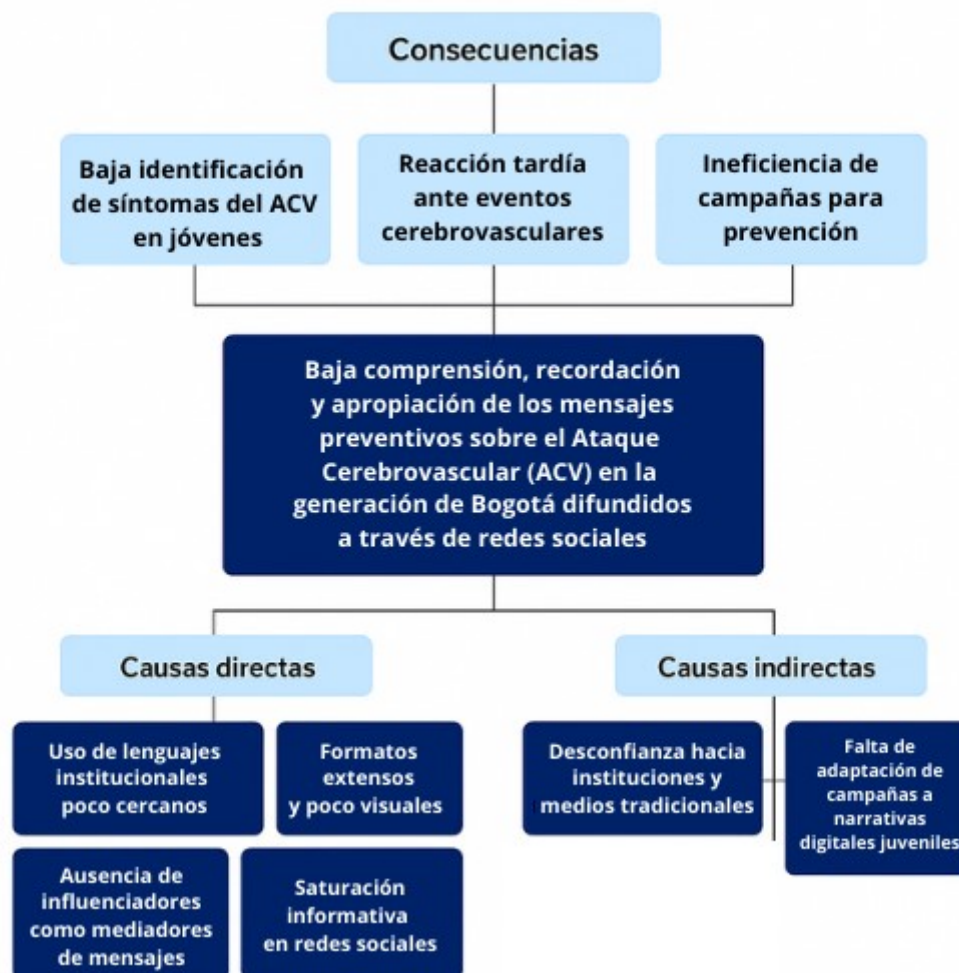 Consecuencias
Baja identificación
de síntomas del ACV
en jóvenes
Reacción tardía
ante eventos
cerebrovasculares
Ineficiencia de
campañas para
prevención
Baja comprensión, recordación
y apropiación de los mensajes
preventivos sobre el Ataque
Cerebrovascular (ACV) en la
generación de Bogotá difundidos
a través de redes sociales
Causas directas
Uso de lenguajes
institucionales
poco cercanos
Formatos
extensos
y poco visuales
Ausencia de
influenciadores
como mediadores
de mensajes
Saturación
informativa
en redes sociales
Causas indirectas
Desconfianza hacia
instituciones y
medios tradicionales
Falta de
adaptación de
campañas a
narrativas
digitales juveniles